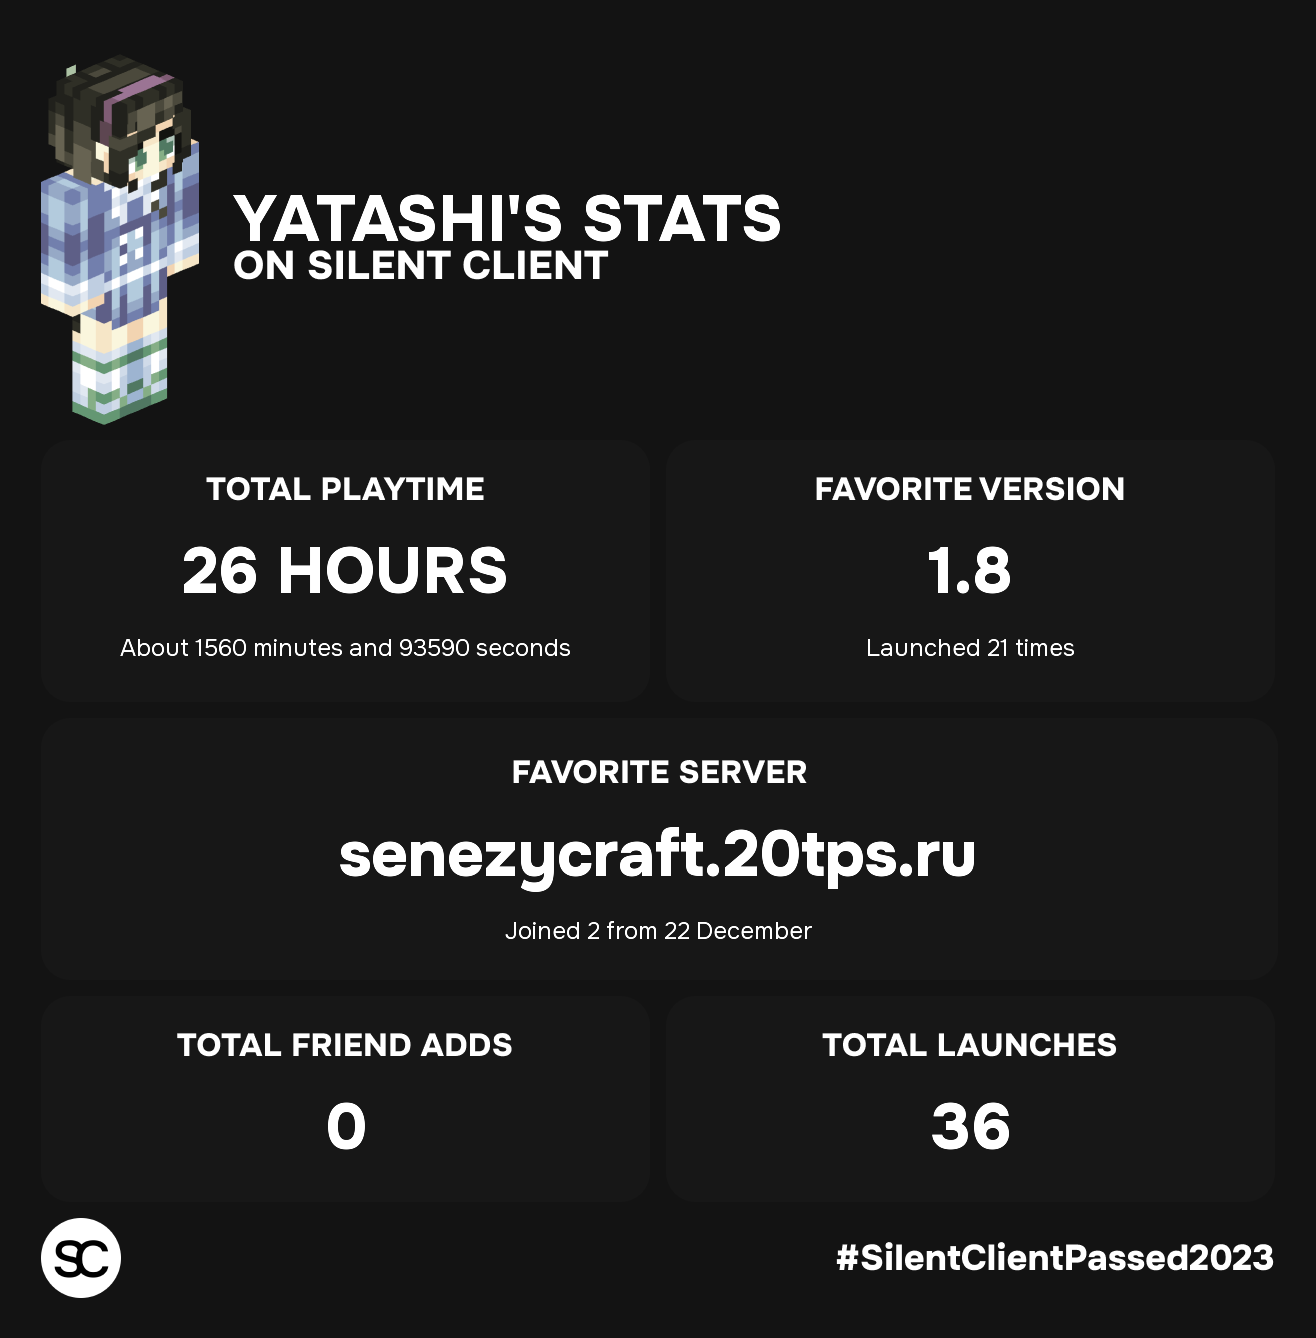 YATASHI'S STATS
ON SILENT CLIENT
TOTAL PLAYTIME
26 HOURS
About 1560 minutes and 93590 seconds
FAVORITE VERSION
1.8
Launched 21 times
FAVORITE SERVER
senezycraft.20tps.ru
Joined 2 from 22 December
TOTAL FRIEND ADDS
0
TOTAL LAUNCHES
36
SC
#SilentClientPassed2023